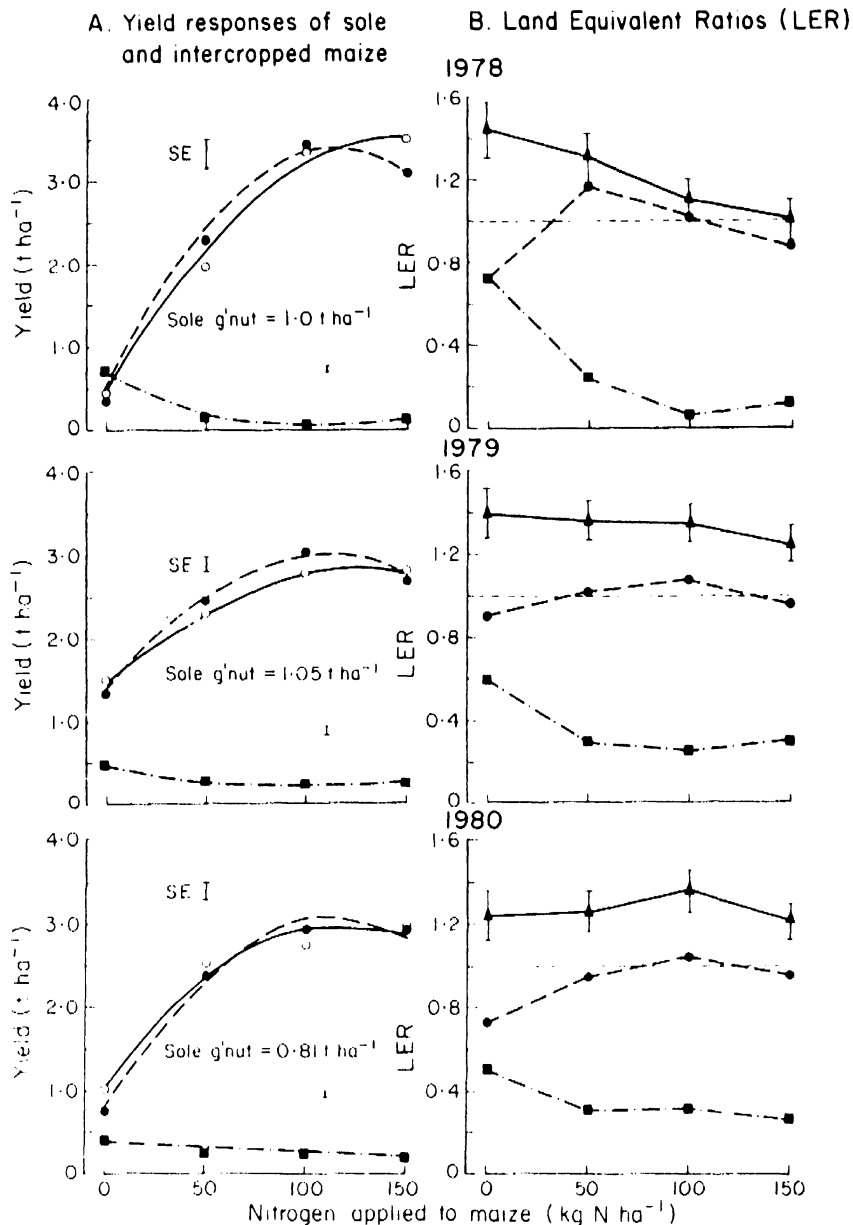 A. Yield responses of sole
and intercropped maize
B. Land Equivalent Ratios (LER)
1978
4·0
3·0
2·0
1·0
0
Yield (t ha⁻¹)
SE
Sole g'nut = 1·0 t ha⁻¹
1·6
1·2
0·8
0·4
0
LER
1979
4·0
3·0
2·0
1·0
0
Yield (t ha⁻¹)
SE
Sole g'nut = 1·05 t ha⁻¹
1·6
1·2
0·8
0·4
0
LER
1980
4·0
3·0
2·0
1·0
0
Yield (t ha⁻¹)
SE
Sole g'nut = 0·81 t ha⁻¹
1·6
1·2
0·8
0·4
0
LER
0 50 100 150
0 50 100 150
Nitrogen applied to maize (kg N ha⁻¹)